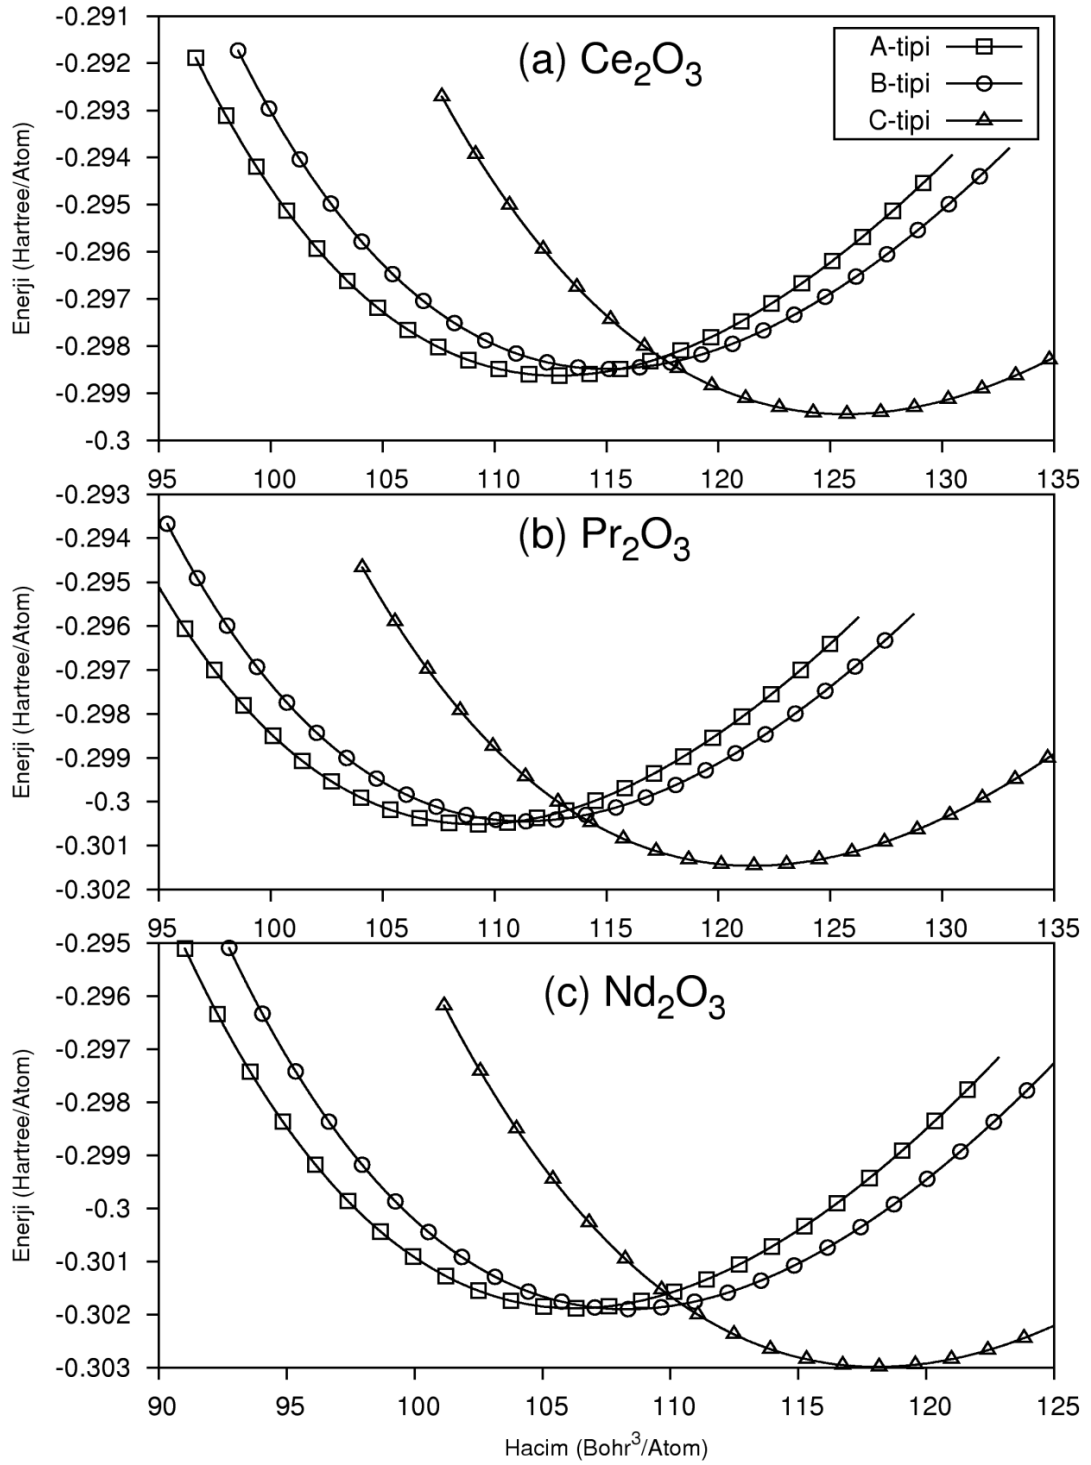 (a) Ce2O3
A-tipi
B-tipi
C-tipi
Enerji (Hartree/Atom)
-0.291
-0.292
-0.293
-0.294
-0.295
-0.296
-0.297
-0.298
-0.299
-0.3
95 100 105 110 115 120 125 130 135
(b) Pr2O3
Enerji (Hartree/Atom)
-0.293
-0.294
-0.295
-0.296
-0.297
-0.298
-0.299
-0.3
-0.301
-0.302
95 100 105 110 115 120 125 130 135
(c) Nd2O3
Enerji (Hartree/Atom)
-0.295
-0.296
-0.297
-0.298
-0.299
-0.3
-0.301
-0.302
-0.303
90 95 100 105 110 115 120 125
Hacim (Bohr3/Atom)